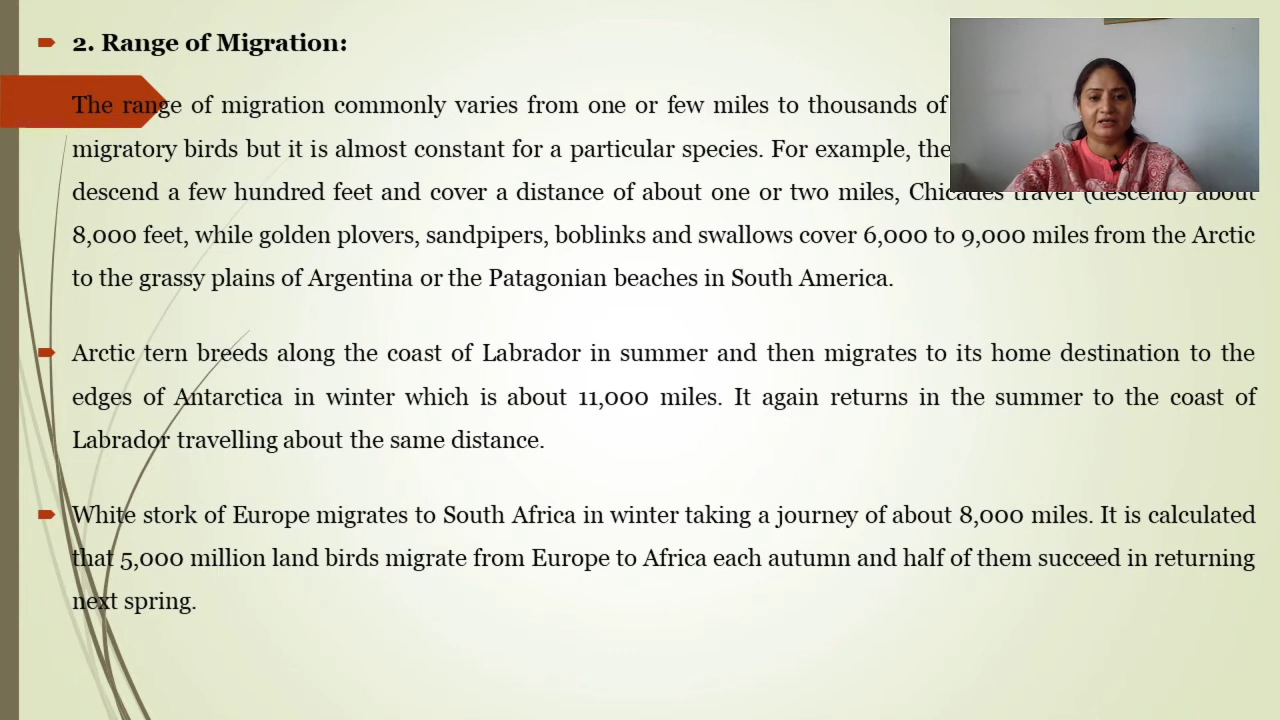 2. Range of Migration:
The range of migration commonly varies from one or few miles to thousands of
migratory birds but it is almost constant for a particular species. For example, the
descend a few hundred feet and cover a distance of about one or two miles, Chicades travel (descend) about
8,000 feet, while golden plovers, sandpipers, boblinks and swallows cover 6,000 to 9,000 miles from the Arctic
to the grassy plains of Argentina or the Patagonian beaches in South America.
Arctic tern breeds along the coast of Labrador in summer and then migrates to its home destination to the
edges of Antarctica in winter which is about 11,000 miles. It again returns in the summer to the coast of
Labrador travelling about the same distance.
White stork of Europe migrates to South Africa in winter taking a journey of about 8,000 miles. It is calculated
that 5,000 million land birds migrate from Europe to Africa each autumn and half of them succeed in returning
next spring.